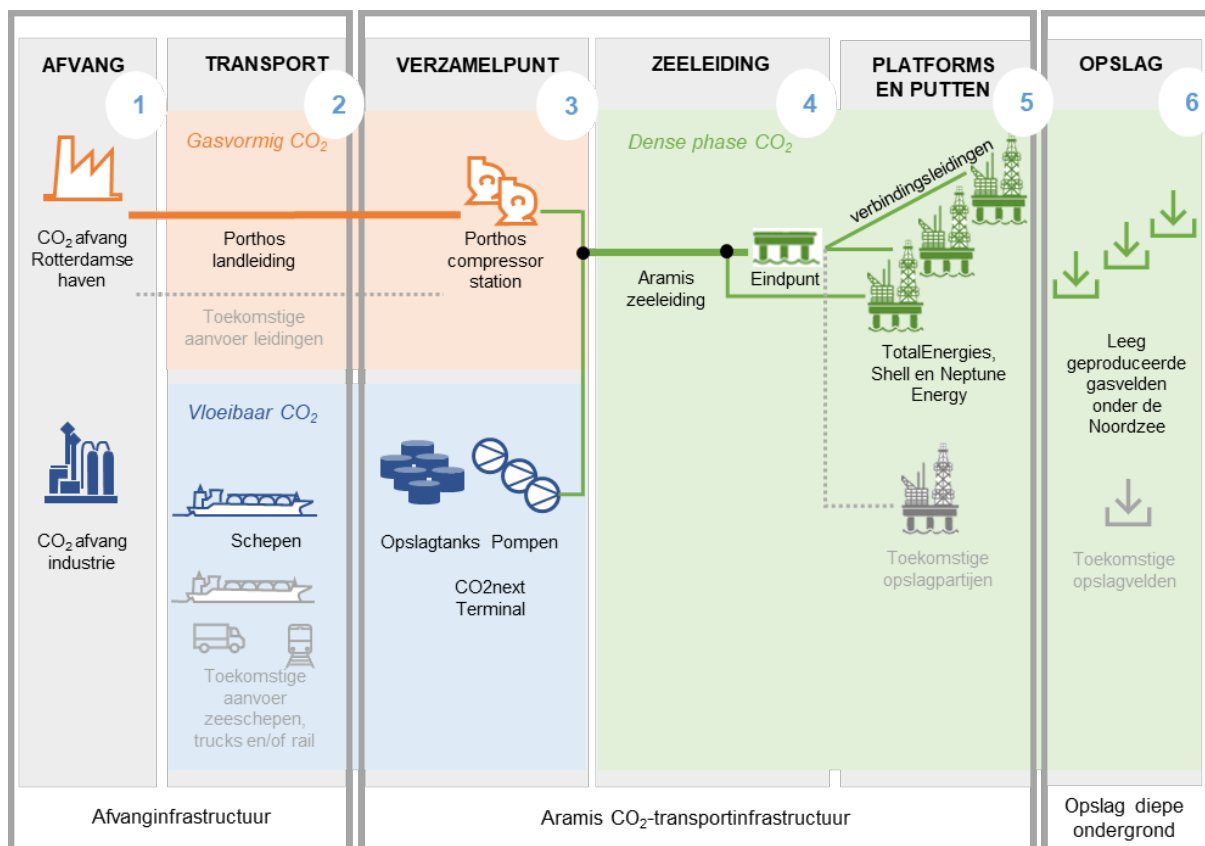 AFVANG
TRANSPORT
VERZAMELPUNT
ZEELEIDING
PLATFORMS
EN PUTTEN
OPSLAG
1
2
3
4
5
6
Gasvormig CO₂
Dense phase CO₂
verbindingsleidingen
CO₂ afvang
Rotterdamse
haven
Porthos
landleiding
Porthos
compressor
station
Aramis
zeeleiding
Eindpunt
Toekomstige
aanvoer leidingen
TotalEnergies,
Shell en Neptune
Energy
Leeg
geproduceerde
gasvelden
onder de
Noordzee
Vloeibaar CO₂
CO₂ afvang
industrie
Schepen
Opslagtanks
Pompen
CO2next
Terminal
Toekomstige
opslagpartijen
Toekomstige
opslagvelden
Toekomstige
aanvoer
zeeschepen,
trucks en/of rail
Afvanginfrastructuur
Aramis CO₂-transportinfrastructuur
Opslag diepe
ondergrond